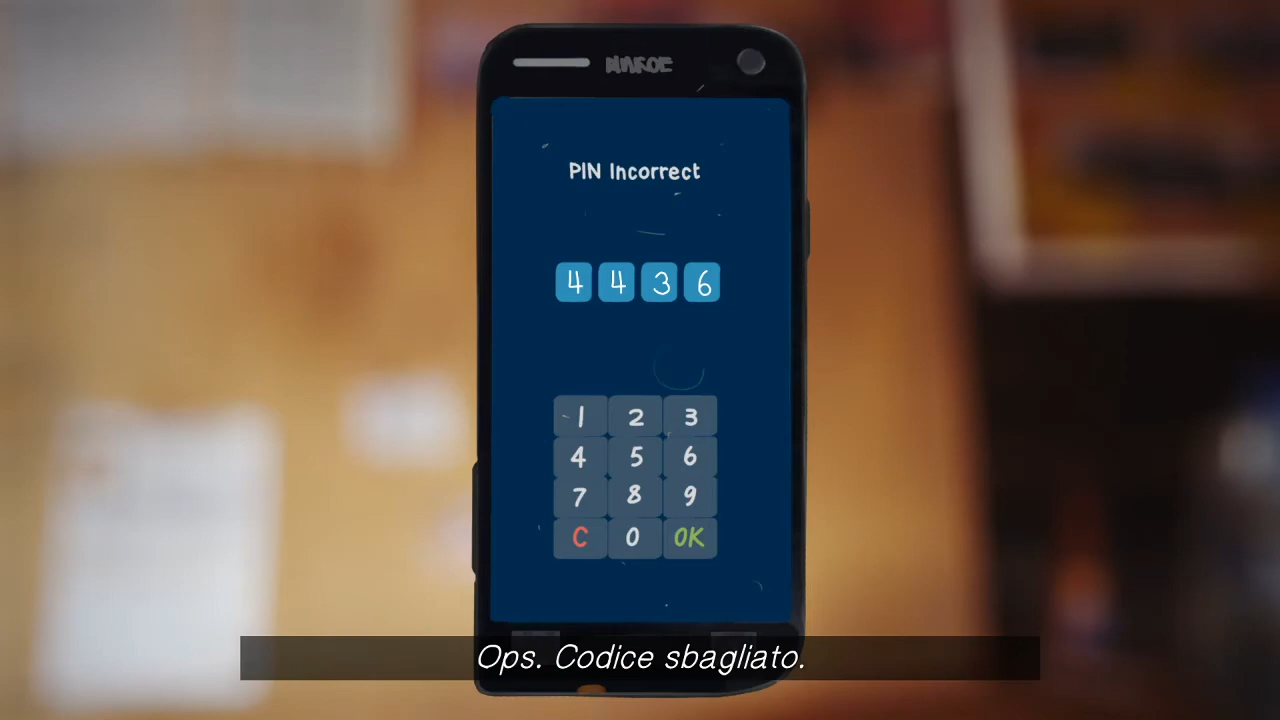 PIN Incorrect
4 4 3 6
1 2 3
4 5 6
7 8 9
C 0 OK
Ops. Codice sbagliato.